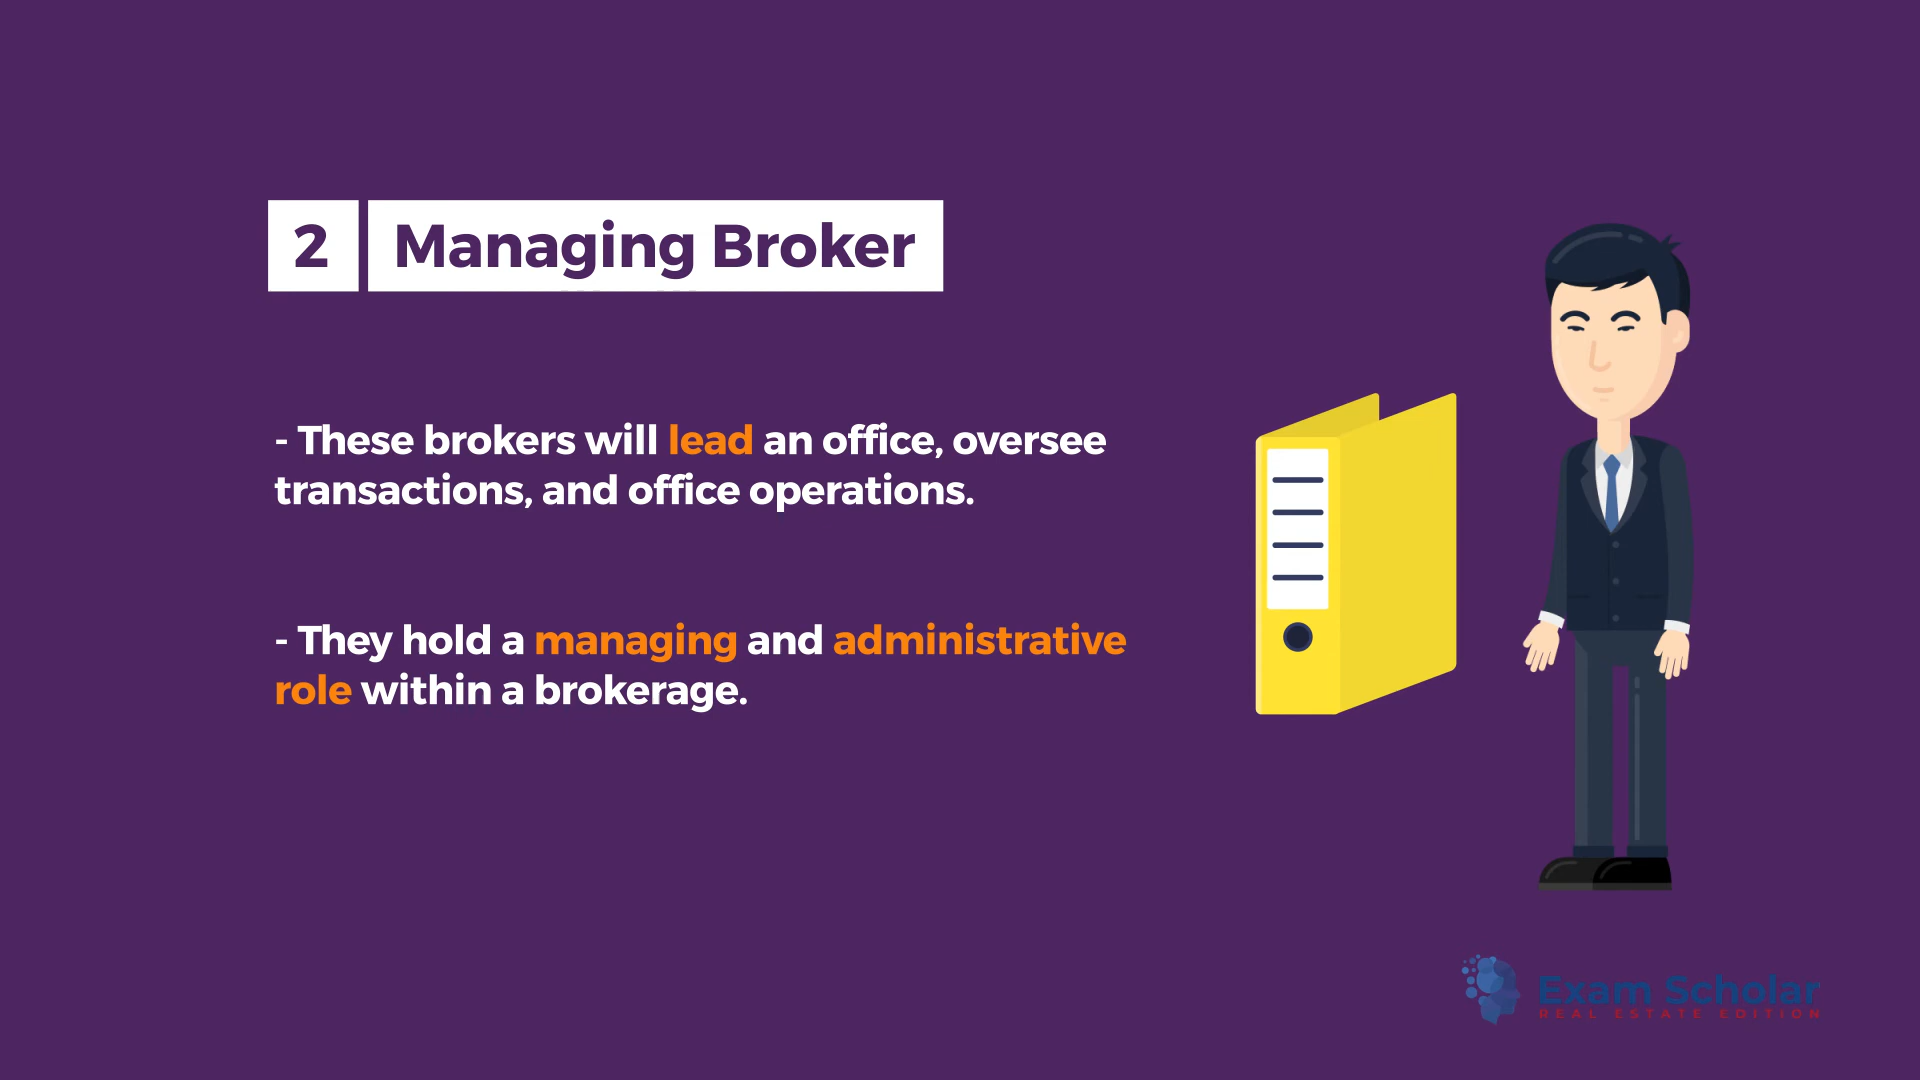 2 Managing Broker
- These brokers will lead an office, oversee
transactions, and office operations.
- They hold a managing and administrative
role within a brokerage.
Exam Scholar
REAL ESTATE EDITION